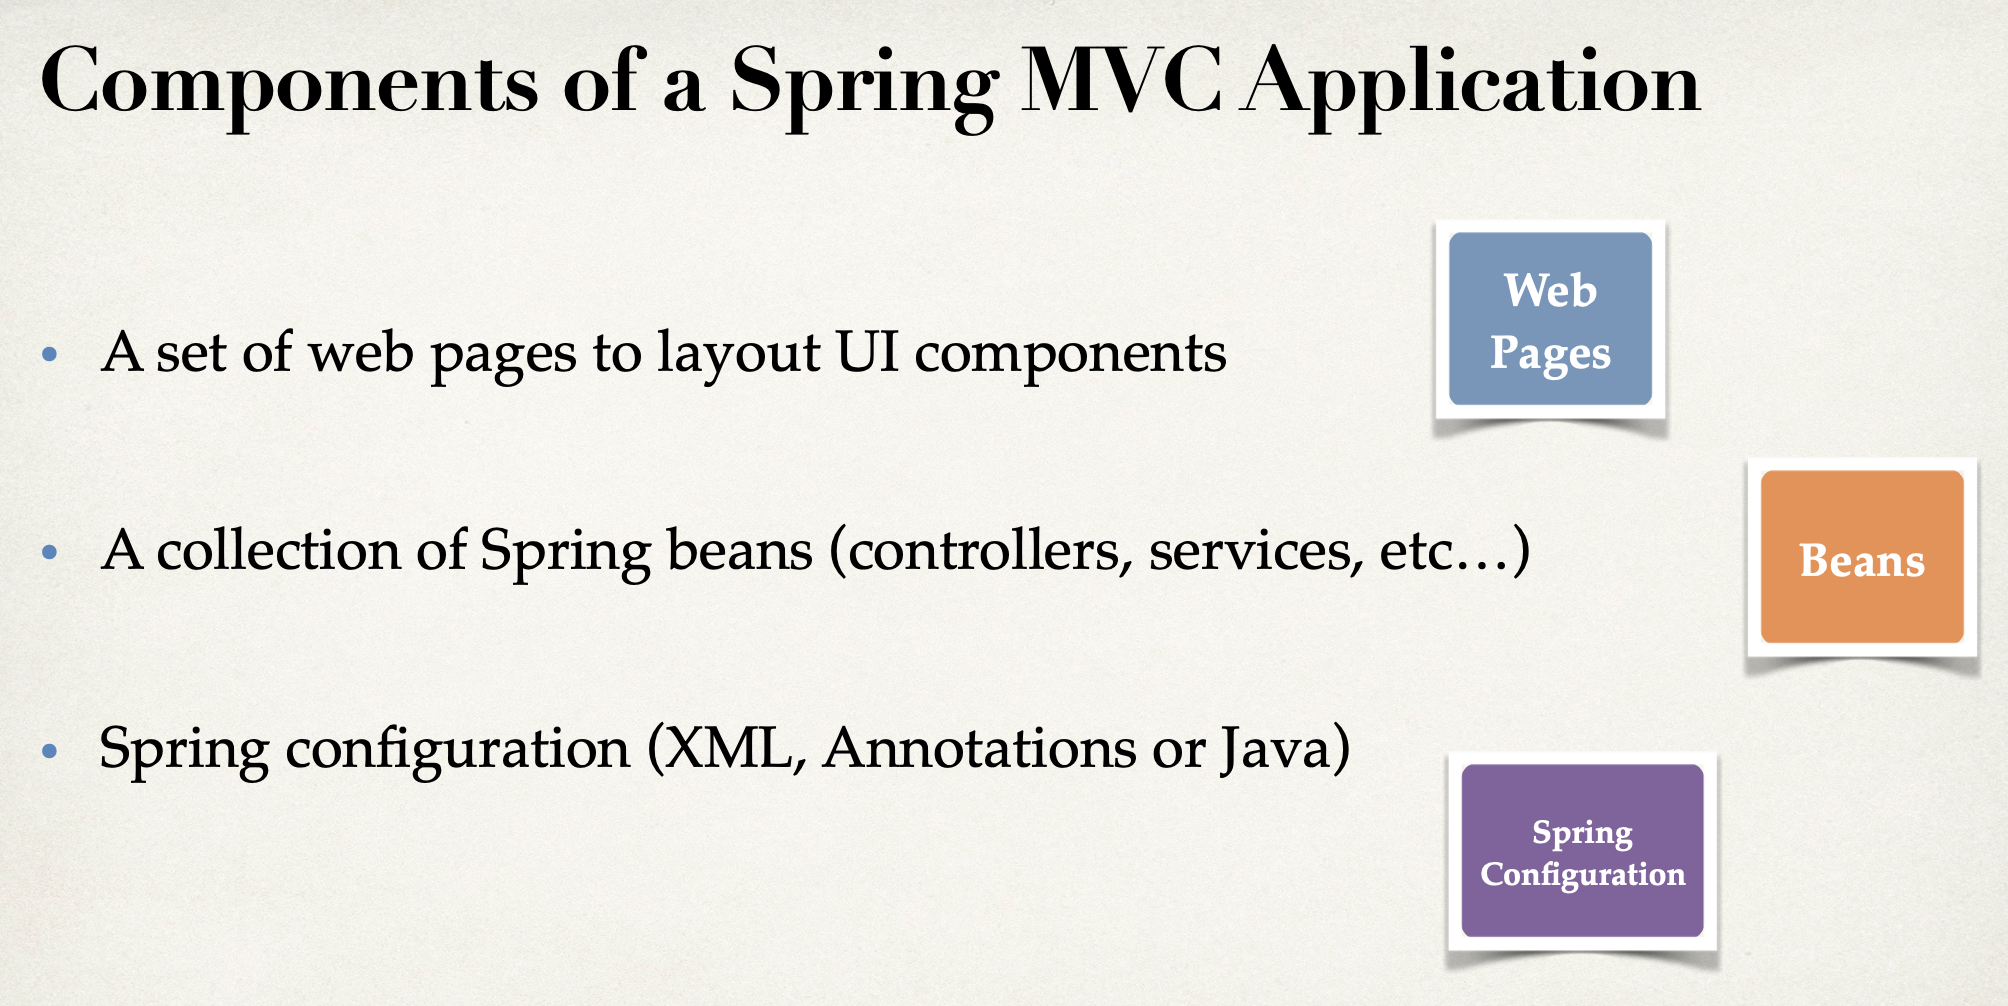 Components of a Spring MVC Application
Web
Pages
• A set of web pages to layout UI components
• A collection of Spring beans (controllers, services, etc…)
Beans
• Spring configuration (XML, Annotations or Java)
Spring
Configuration